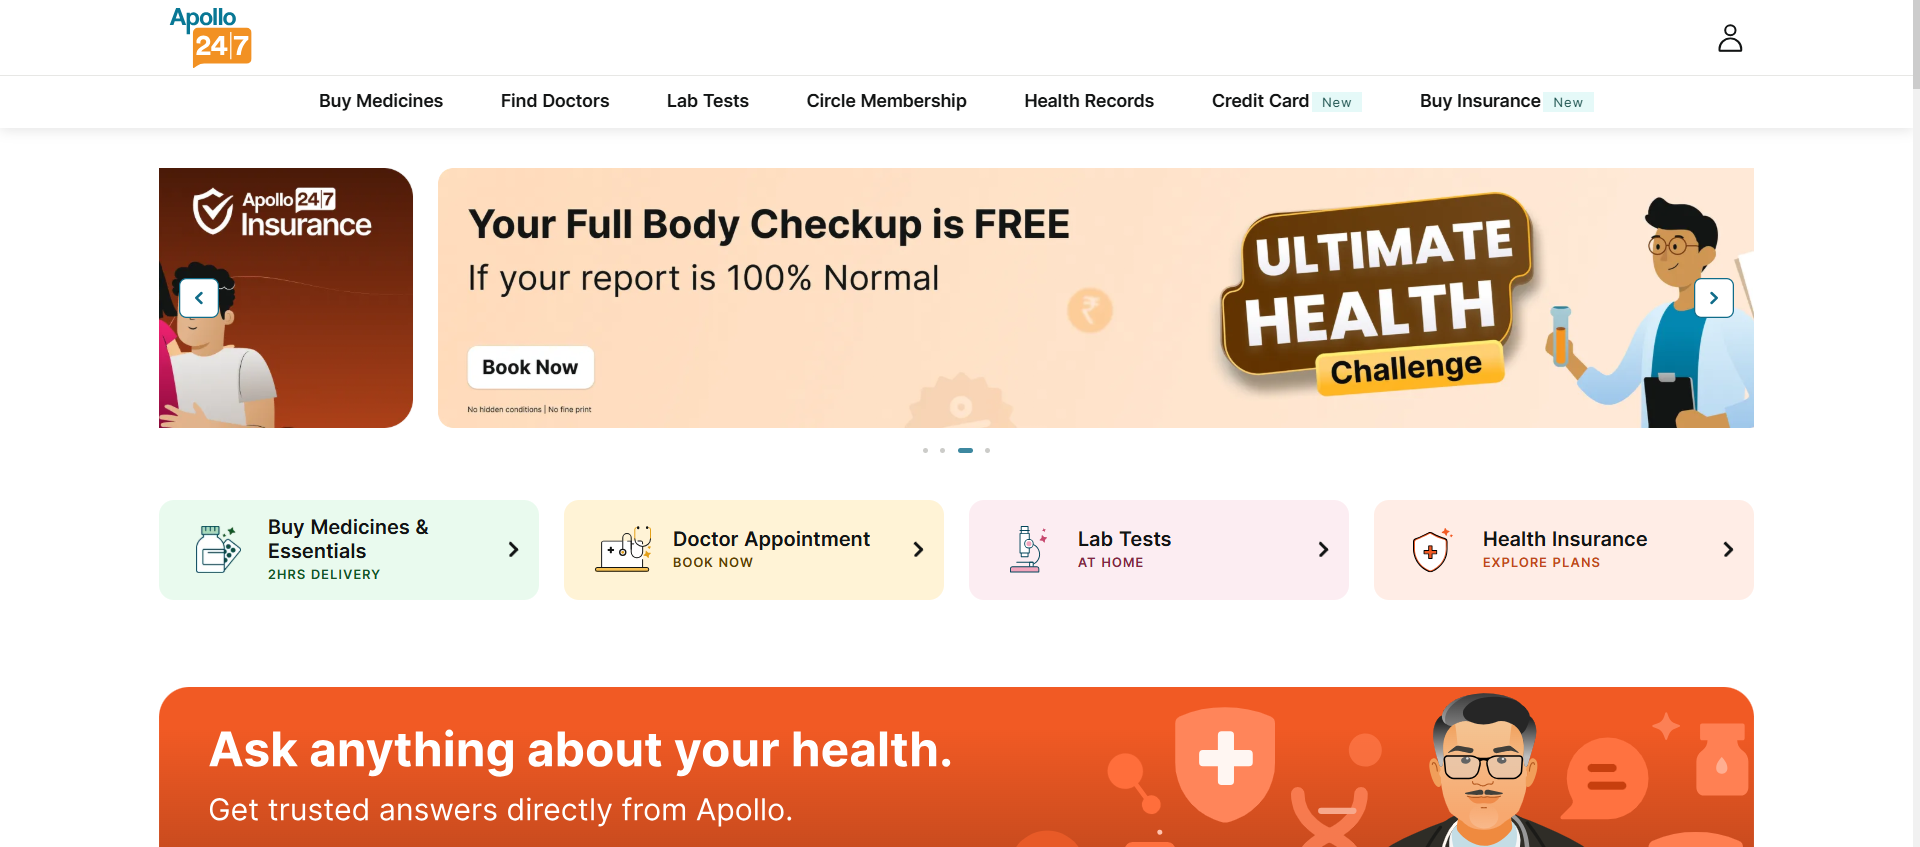 Apollo
24|7
Buy Medicines
Find Doctors
Lab Tests
Circle Membership
Health Records
Credit Card New
Buy Insurance New
Apollo 24|7
Insurance
Your Full Body Checkup is FREE
If your report is 100% Normal
Book Now
No hidden conditions | No fine print
ULTIMATE
HEALTH
Challenge
Buy Medicines &
Essentials
2HRS DELIVERY
Doctor Appointment
BOOK NOW
Lab Tests
AT HOME
Health Insurance
EXPLORE PLANS
Ask anything about your health.
Get trusted answers directly from Apollo.